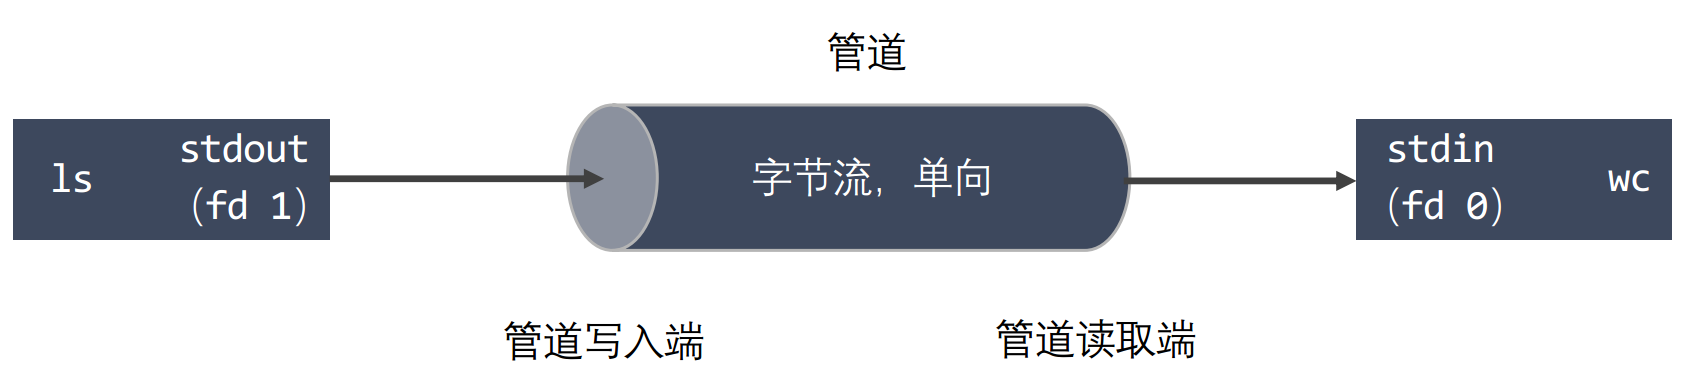 管道
ls
stdout
(fd 1)
字节流，单向
stdin
(fd 0)
wc
管道写入端
管道读取端